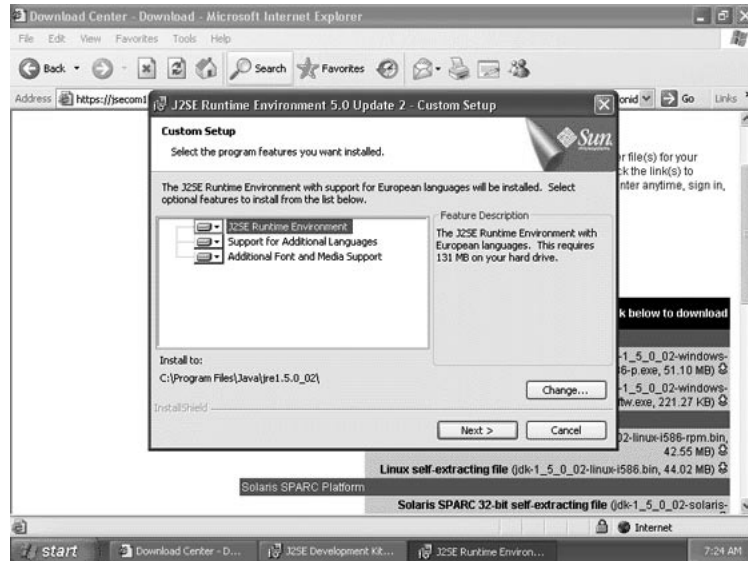 Download Center - Download - Microsoft Internet Explorer
File Edit View Favorites Tools Help
Back Search Favorites
Address https://jsecom1 onid Go Links
J2SE Runtime Environment 5.0 Update 2 - Custom Setup
Custom Setup
Select the program features you want installed.
Sun
The J2SE Runtime Environment with support for European languages will be installed. Select
optional features to install from the list below.
J2SE Runtime Environment
Support for Additional Languages
Additional Font and Media Support
Feature Description
The J2SE Runtime Environment with
European languages. This requires
131 MB on your hard drive.
Install to:
C:\Program Files\Java\jre1.5.0_02\
Change...
InstallShield
Next > Cancel
er file(s) for your
ck the link(s) to
nter anytime, sign in,
k below to download
-1_5_0_02-windows-
6-p.exe, 51.10 MB)
-1_5_0_02-windows-
ftw.exe, 221.27 KB)
02-linux-i586-rpm.bin,
42.55 MB)
Linux self-extracting file (jdk-1_5_0_02-linux-i586.bin, 44.02 MB)
Solaris SPARC Platform
Solaris SPARC 32-bit self-extracting file (jdk-1_5_0_02-solaris-
Internet
start Download Center - D... J2SE Development Kit... J2SE Runtime Environ... 7:24 AM